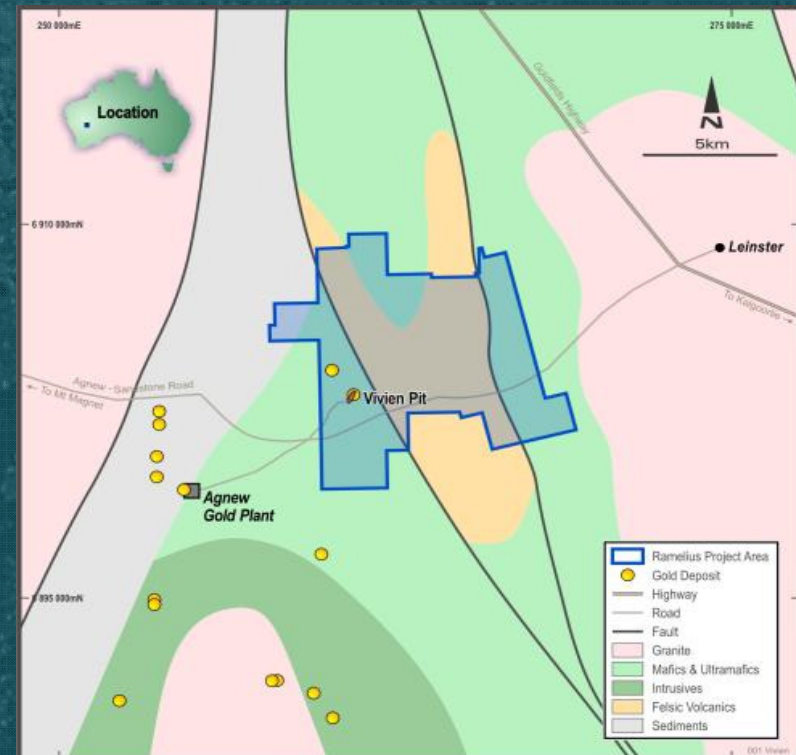 250 000mE
275 000mE
Location
Goldfields Highway
N
5km
6 910 000mN
Leinster
To Kalgoorlie →
Agnew - Sandstone Road
← To Mt Magnet
Vivien Pit
Agnew
Gold Plant
6 895 000mN
Ramelius Project Area
Gold Deposit
Highway
Road
Fault
Granite
Mafics & Ultramafics
Intrusives
Felsic Volcanics
Sediments
001 Vivien